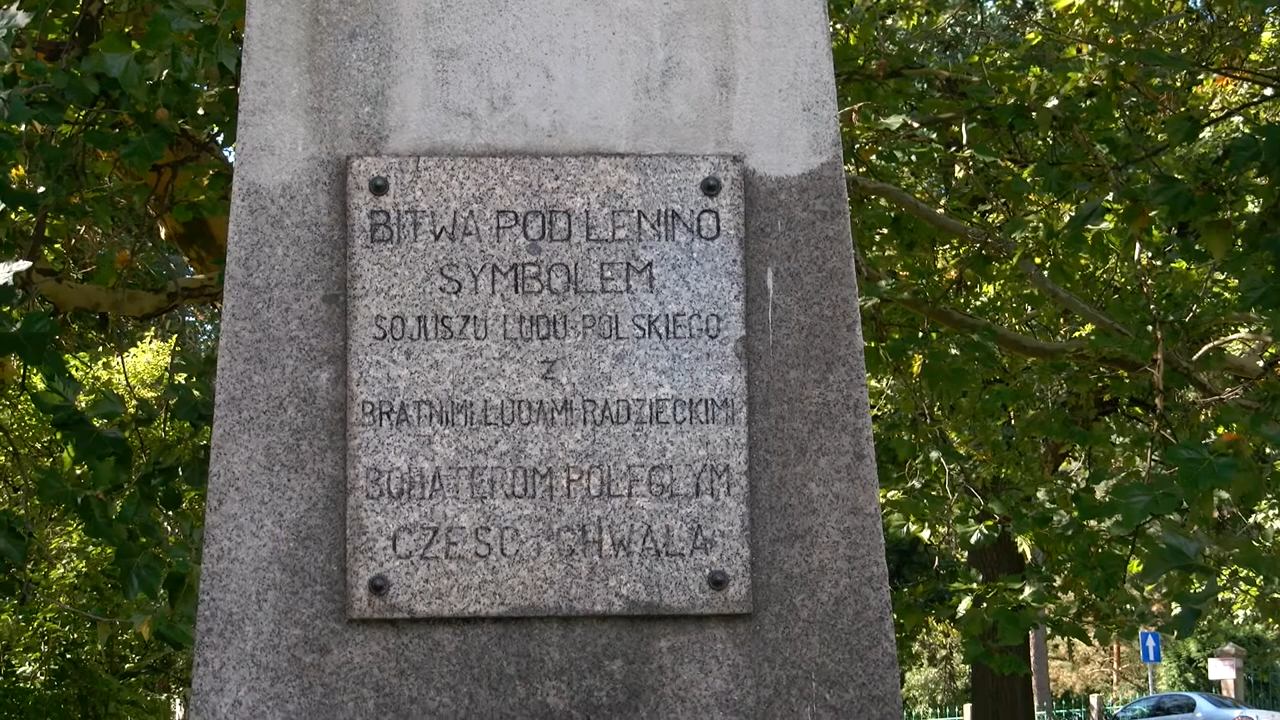 BITWA POD LENINO
SYMBOLEM
SOJUSZU LUDU POLSKIEGO
Z
BRATNIMI LUDAMI RADZIECKIMI
BOHATEROM POLEGŁYM
CZEŚĆ I CHWAŁA